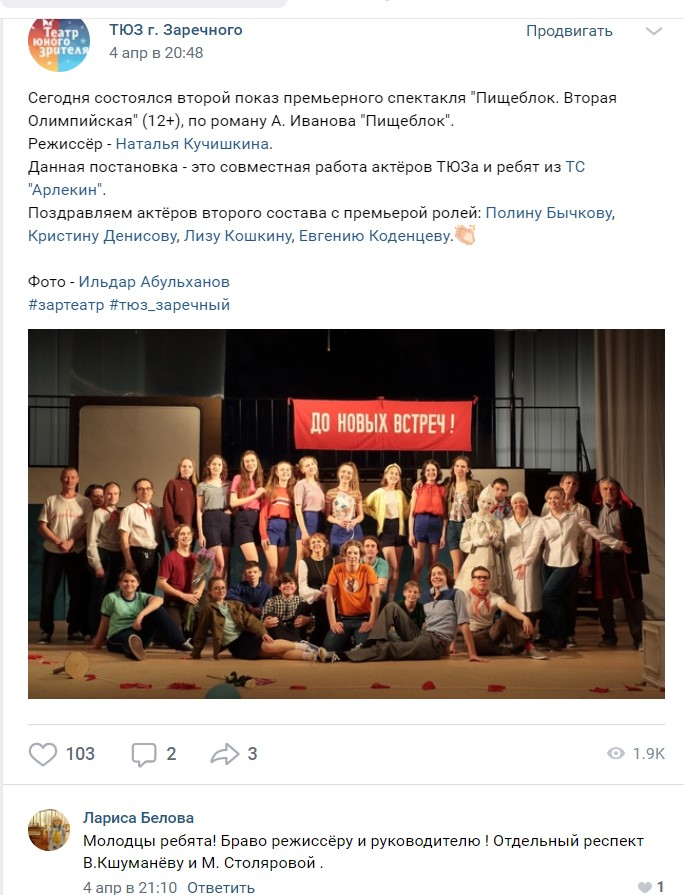 Театр
юного
зрителя
ТЮЗ г. Заречного
Продвигать
4 апр в 20:48
Сегодня состоялся второй показ премьерного спектакля "Пищеблок. Вторая
Олимпийская" (12+), по роману А. Иванова "Пищеблок".
Режиссёр - Наталья Кучишкина.
Данная постановка - это совместная работа актёров ТЮЗа и ребят из ТС
"Арлекин".
Поздравляем актёров второго состава с премьерой ролей: Полину Бычкову,
Кристину Денисову, Лизу Кошкину, Евгению Коденцеву.
Фото - Ильдар Абульханов
#зартеатр #тюз_заречный
ДО НОВЫХ ВСТРЕЧ!
103
2
3
1.9K
Лариса Белова
Молодцы ребята! Браво режиссёру и руководителю ! Отдельный респект
В.Кшуманёву и М. Столяровой .
4 апр в 21:10 Ответить
1